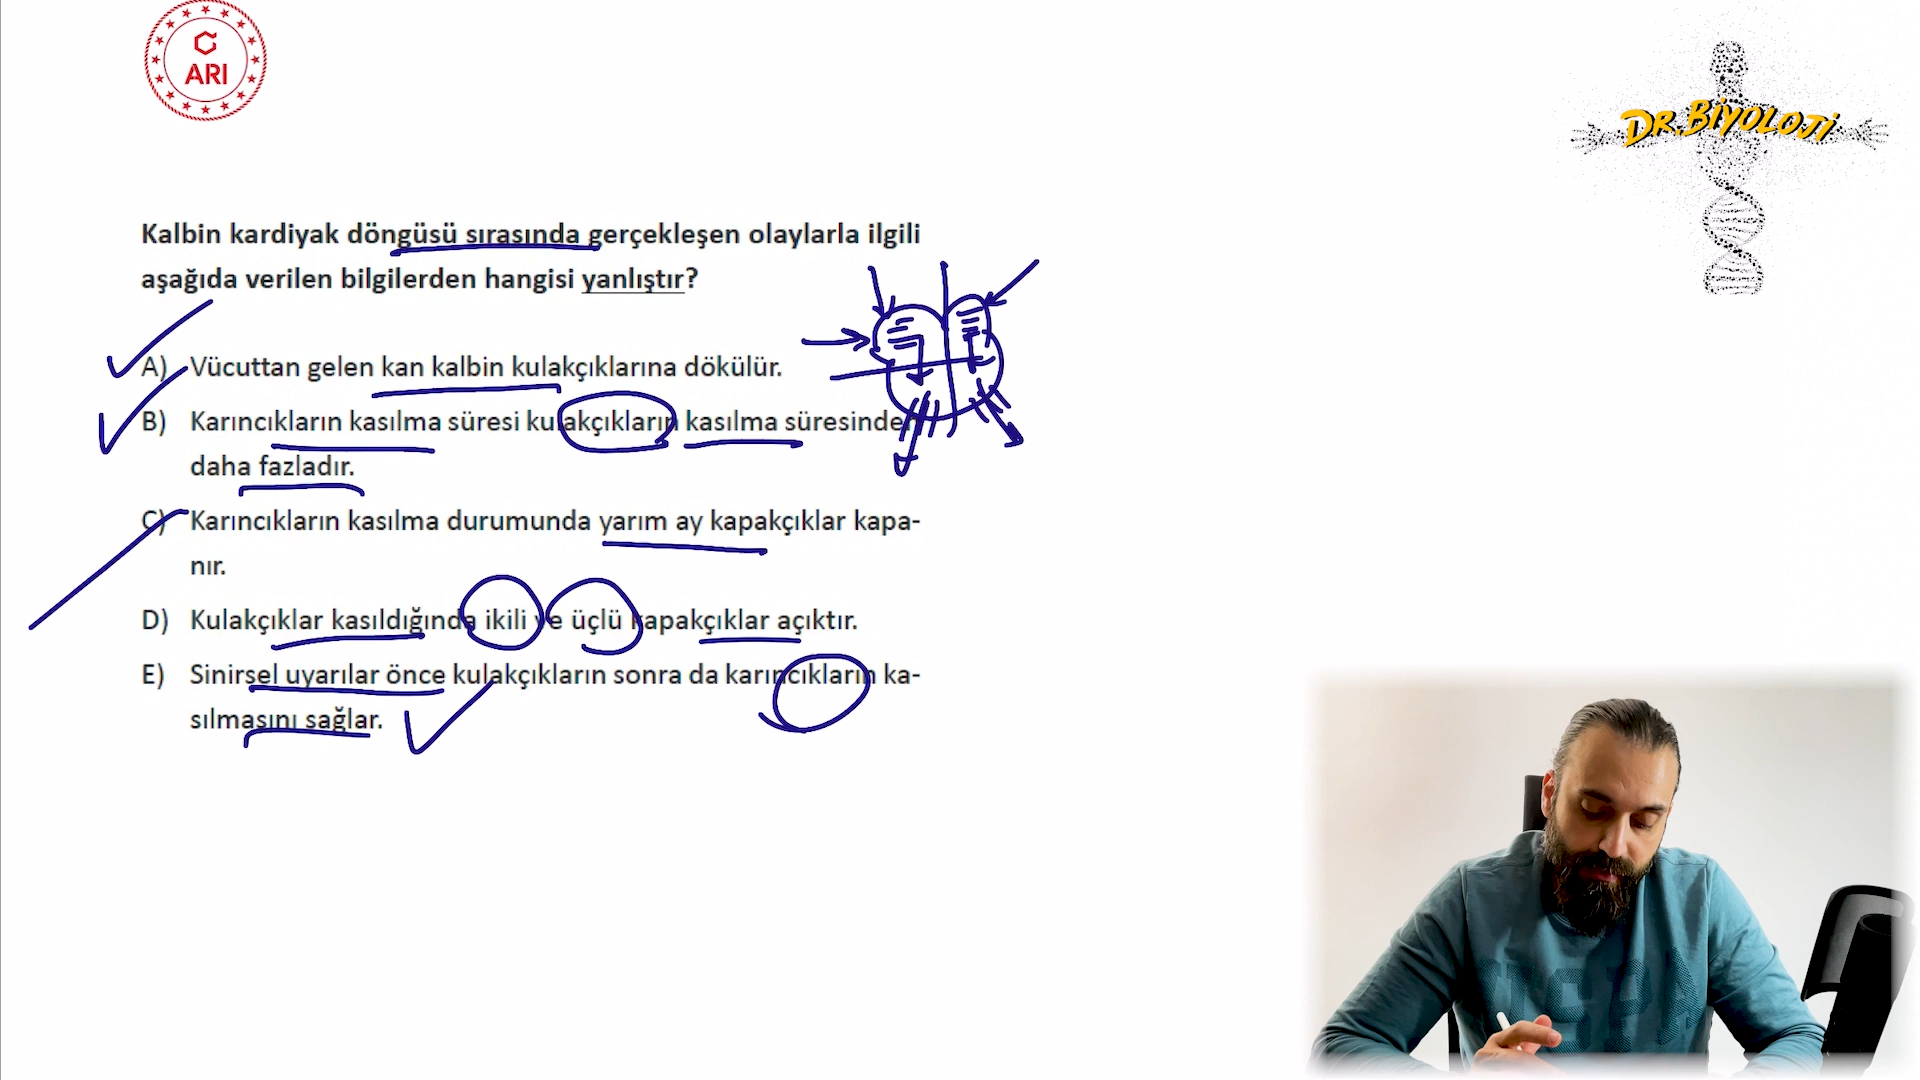 ARI
DR.BİYOLOJİ
Kalbin kardiyak döngüsü sırasında gerçekleşen olaylarla ilgili
aşağıda verilen bilgilerden hangisi yanlıştır?
A) Vücuttan gelen kan kalbin kulakçıklarına dökülür.
B) Karıncıkların kasılma süresi kulakçıkların kasılma süresinden
daha fazladır.
C) Karıncıkların kasılma durumunda yarım ay kapakçıklar kapa-
nır.
D) Kulakçıklar kasıldığında ikili ve üçlü kapakçıklar açıktır.
E) Sinirsel uyarılar önce kulakçıkların sonra da karıncıkların ka-
sılmasını sağlar.